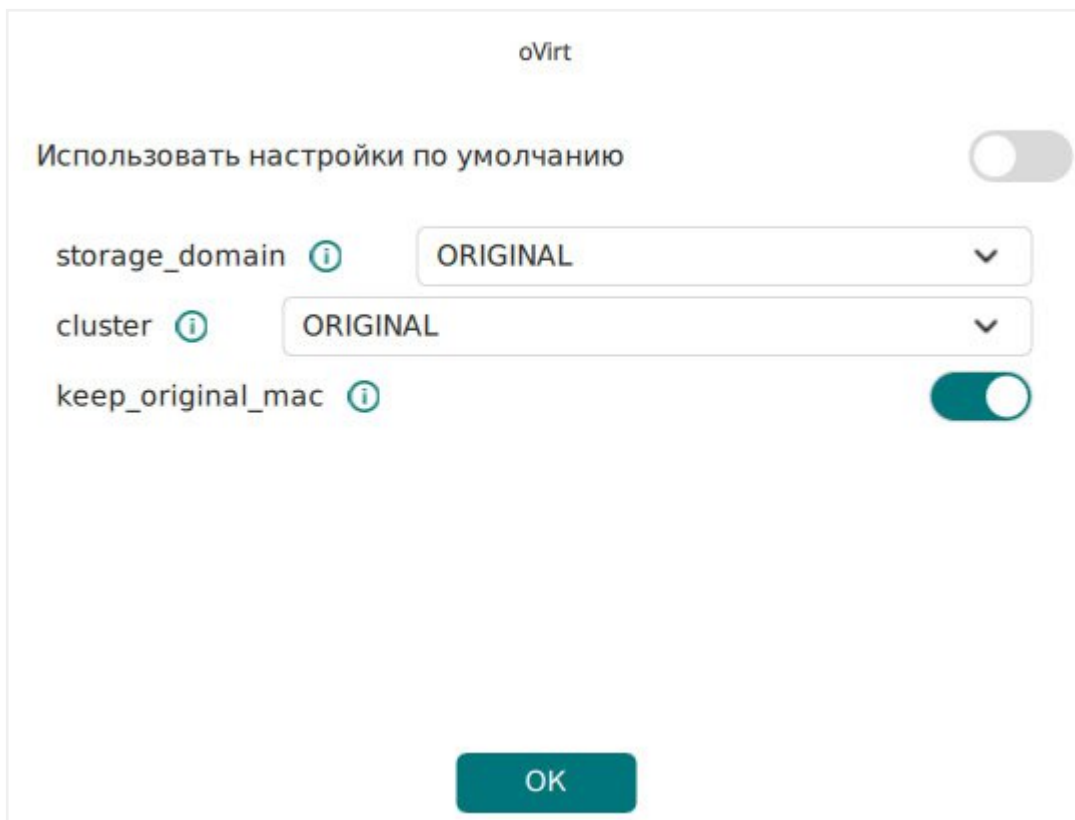 oVirt
Использовать настройки по умолчанию
storage_domain ORIGINAL
cluster ORIGINAL
keep_original_mac
OK